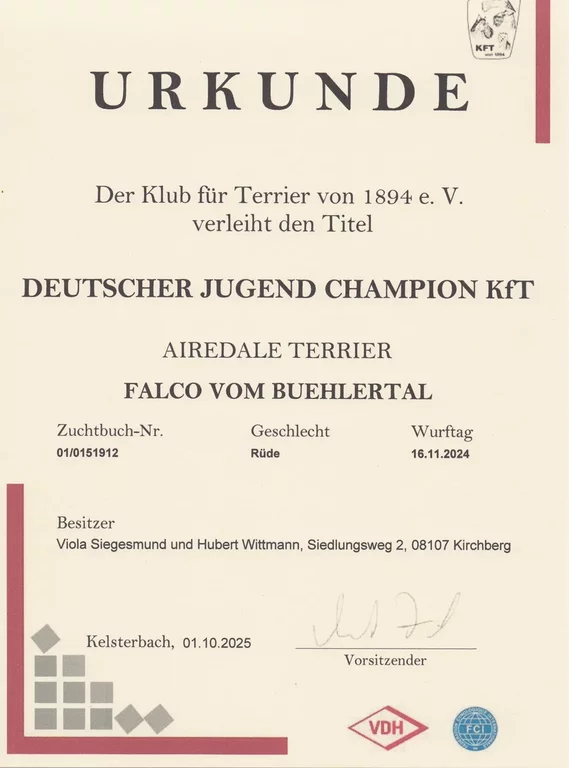 KFT
von 1894
URKUNDE
Der Klub für Terrier von 1894 e. V.
verleiht den Titel
DEUTSCHER JUGEND CHAMPION KfT
AIREDALE TERRIER
FALCO VOM BUEHLERTAL
Zuchtbuch-Nr. Geschlecht Wurftag
01/0151912 Rüde 16.11.2024
Besitzer
Viola Siegesmund und Hubert Wittmann, Siedlungsweg 2, 08107 Kirchberg
Kelsterbach, 01.10.2025
Vorsitzender
VDH
FCI